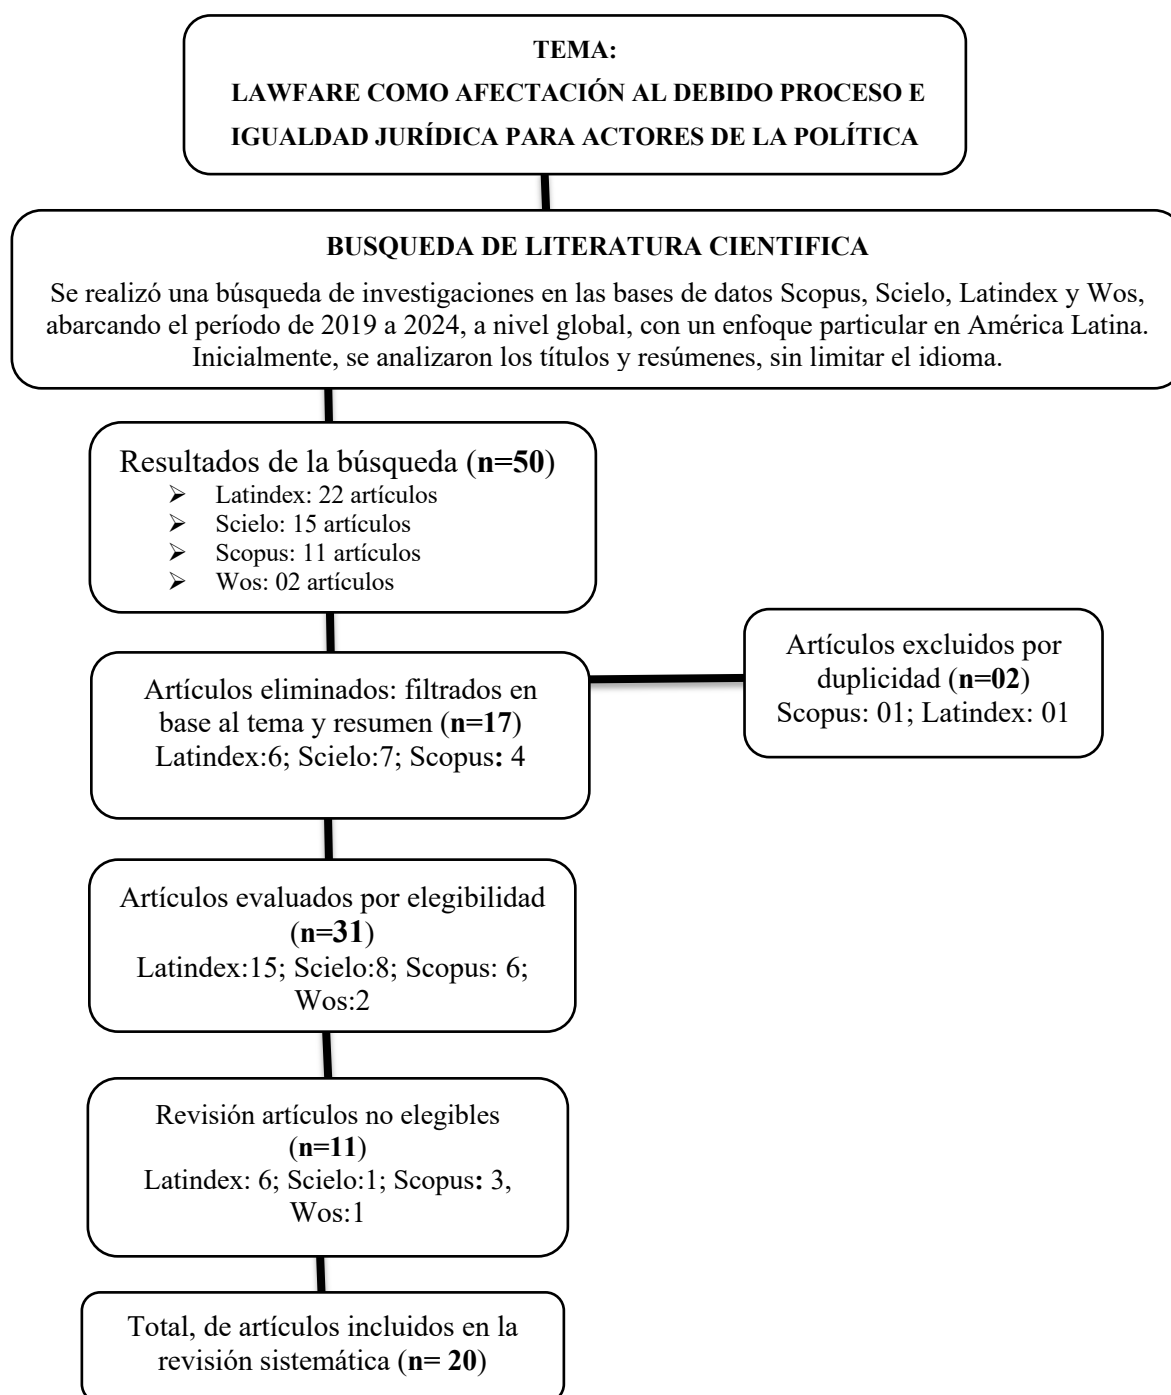 TEMA:
LAWFARE COMO AFECTACIÓN AL DEBIDO PROCESO E
IGUALDAD JURÍDICA PARA ACTORES DE LA POLÍTICA
BUSQUEDA DE LITERATURA CIENTIFICA
Se realizó una búsqueda de investigaciones en las bases de datos Scopus, Scielo, Latindex y Wos,
abarcando el período de 2019 a 2024, a nivel global, con un enfoque particular en América Latina.
Inicialmente, se analizaron los títulos y resúmenes, sin limitar el idioma.
Resultados de la búsqueda (n=50)
➢ Latindex: 22 artículos
➢ Scielo: 15 artículos
➢ Scopus: 11 artículos
➢ Wos: 02 artículos
Artículos excluidos por
duplicidad (n=02)
Scopus: 01; Latindex: 01
Artículos eliminados: filtrados en
base al tema y resumen (n=17)
Latindex:6; Scielo:7; Scopus: 4
Artículos evaluados por elegibilidad
(n=31)
Latindex:15; Scielo:8; Scopus: 6;
Wos:2
Revisión artículos no elegibles
(n=11)
Latindex: 6; Scielo:1; Scopus: 3,
Wos:1
Total, de artículos incluidos en la
revisión sistemática (n= 20)